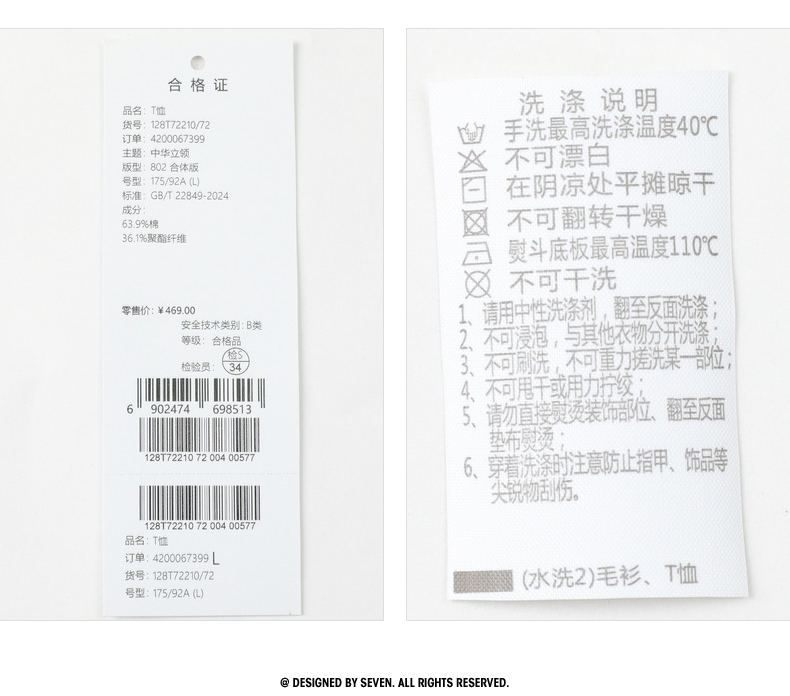 合格证
品名: T恤
货号: 128T72210/72
订单: 4200067399
主题: 中华立领
版型: 802 合体版
号型: 175/92A (L)
标准: GB/T 22849-2024
成分:
63.9%棉
36.1%聚酯纤维
零售价: ¥469.00
安全技术类别: B类
等级: 合格品
检验员: 检S 34
6 902474 698513
128T72210 72 004 00577
128T72210 72 004 00577
品名: T恤
订单: 4200067399 L
货号: 128T72210/72
号型: 175/92A (L)
洗涤说明
手洗最高洗涤温度40℃
不可漂白
在阴凉处平摊晾干
不可翻转干燥
熨斗底板最高温度110℃
不可干洗
1、请用中性洗涤剂，翻至反面洗涤；
2、不可浸泡，与其他衣物分开洗涤；
3、不可刷洗，不可重力搓洗某一部位；
4、不可甩干或用力拧绞；
5、请勿直接熨烫装饰部位、翻至反面
垫布熨烫；
6、穿着洗涤时注意防止指甲、饰品等
尖锐物刮伤。
(水洗2)毛衫、T恤
@ DESIGNED BY SEVEN. ALL RIGHTS RESERVED.